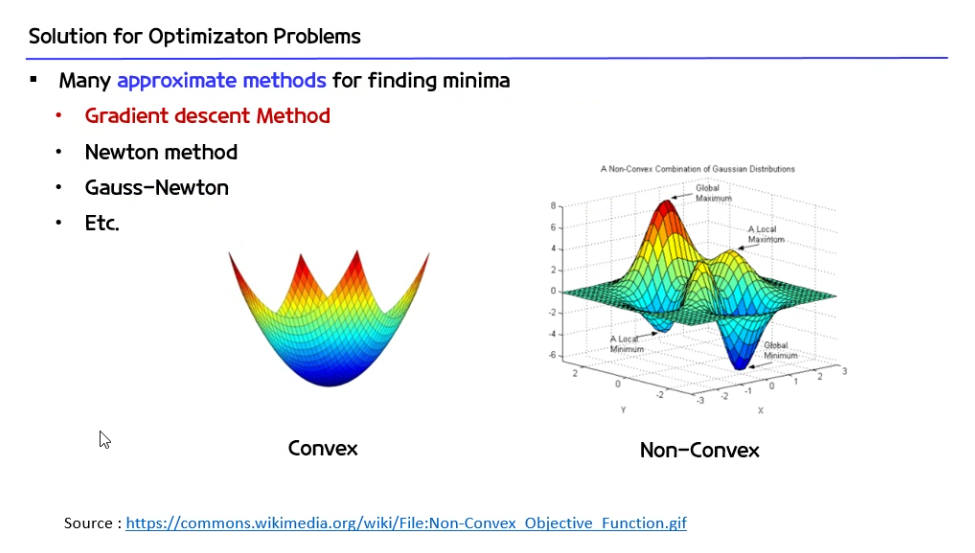 Solution for Optimizaton Problems
▪ Many approximate methods for finding minima
• Gradient descent Method
• Newton method
• Gauss-Newton
• Etc.
A Non-Convex Combination of Gaussian Distributions
Global
Maximum
A Local
Maximum
8
6
4
2
0
-2
-4
-6
A Local
Minimum
Global
Minimum
2
0
-2
Y
-3
-2
-1
0
1
2
3
X
Convex
Non-Convex
Source : https://commons.wikimedia.org/wiki/File:Non-Convex_Objective_Function.gif